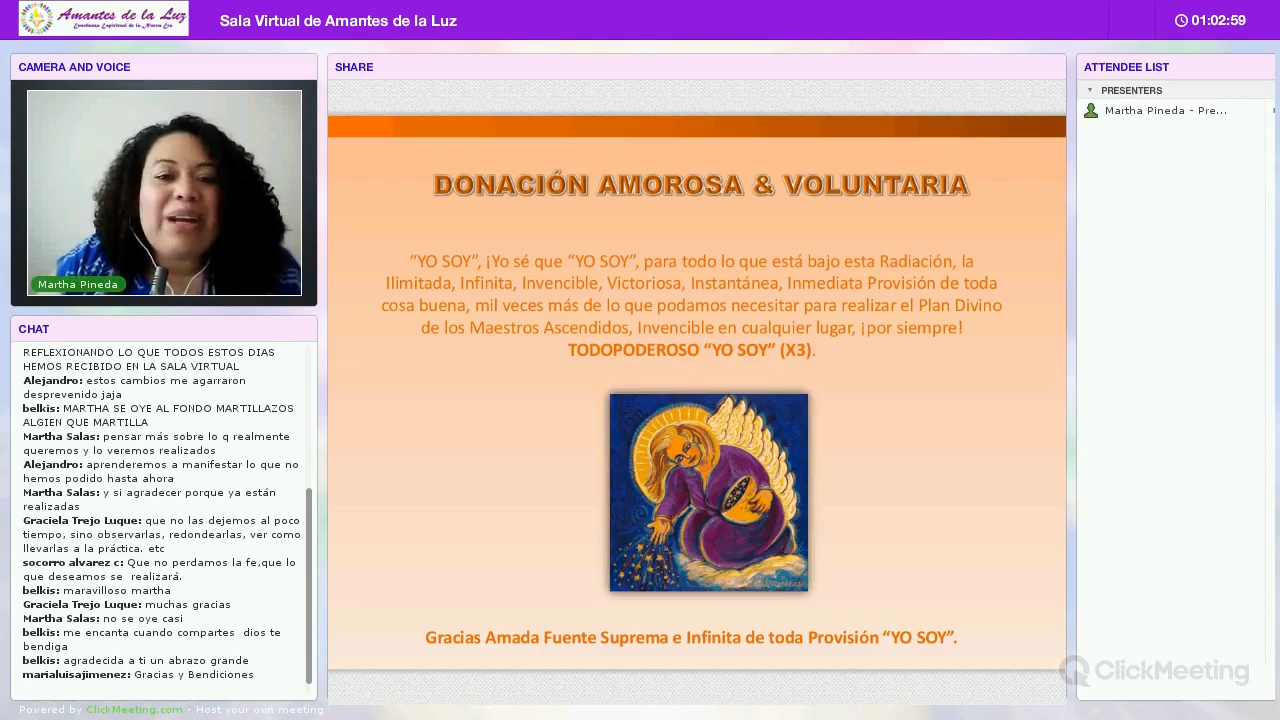 Amantes de la Luz
Enseñanza Espiritual de la Nueva Era
Sala Virtual de Amantes de la Luz
01:02:59
CAMERA AND VOICE
Martha Pineda
CHAT
REFLEXIONANDO LO QUE TODOS ESTOS DIAS
HEMOS RECIBIDO EN LA SALA VIRTUAL
Alejandro: estos cambios me agarraron
desprevenido jaja
belkis: MARTHA SE OYE AL FONDO MARTILLAZOS
ALGIEN QUE MARTILLA
Martha Salas: pensar más sobre lo q realmente
queremos y lo veremos realizados
Alejandro: aprenderemos a manifestar lo que no
hemos podido hasta ahora
Martha Salas: y si agradecer porque ya están
realizadas
Graciela Trejo Luque: que no las dejemos al poco
tiempo, sino observarlas, redondearlas, ver como
llevarlas a la práctica. etc
socorro alvarez c: Que no perdamos la fe,que lo
que deseamos se  realizará.
belkis: maravilloso martha
Graciela Trejo Luque: muchas gracias
Martha Salas: no se oye casi
belkis: me encanta cuando compartes  dios te
bendiga
belkis: agradecida a ti un abrazo grande
marialuisajimenez: Gracias y Bendiciones
Powered by ClickMeeting.com - Host your own meeting
SHARE
DONACIÓN AMOROSA & VOLUNTARIA
“YO SOY”, ¡Yo sé que “YO SOY”, para todo lo que está bajo esta Radiación, la
Ilimitada, Infinita, Invencible, Victoriosa, Instantánea, Inmediata Provisión de toda
cosa buena, mil veces más de lo que podamos necesitar para realizar el Plan Divino
de los Maestros Ascendidos, Invencible en cualquier lugar, ¡por siempre!
TODOPODEROSO “YO SOY” (X3).
Gracias Amada Fuente Suprema e Infinita de toda Provisión “YO SOY”.
ATTENDEE LIST
PRESENTERS
Martha Pineda - Pre...
ClickMeeting